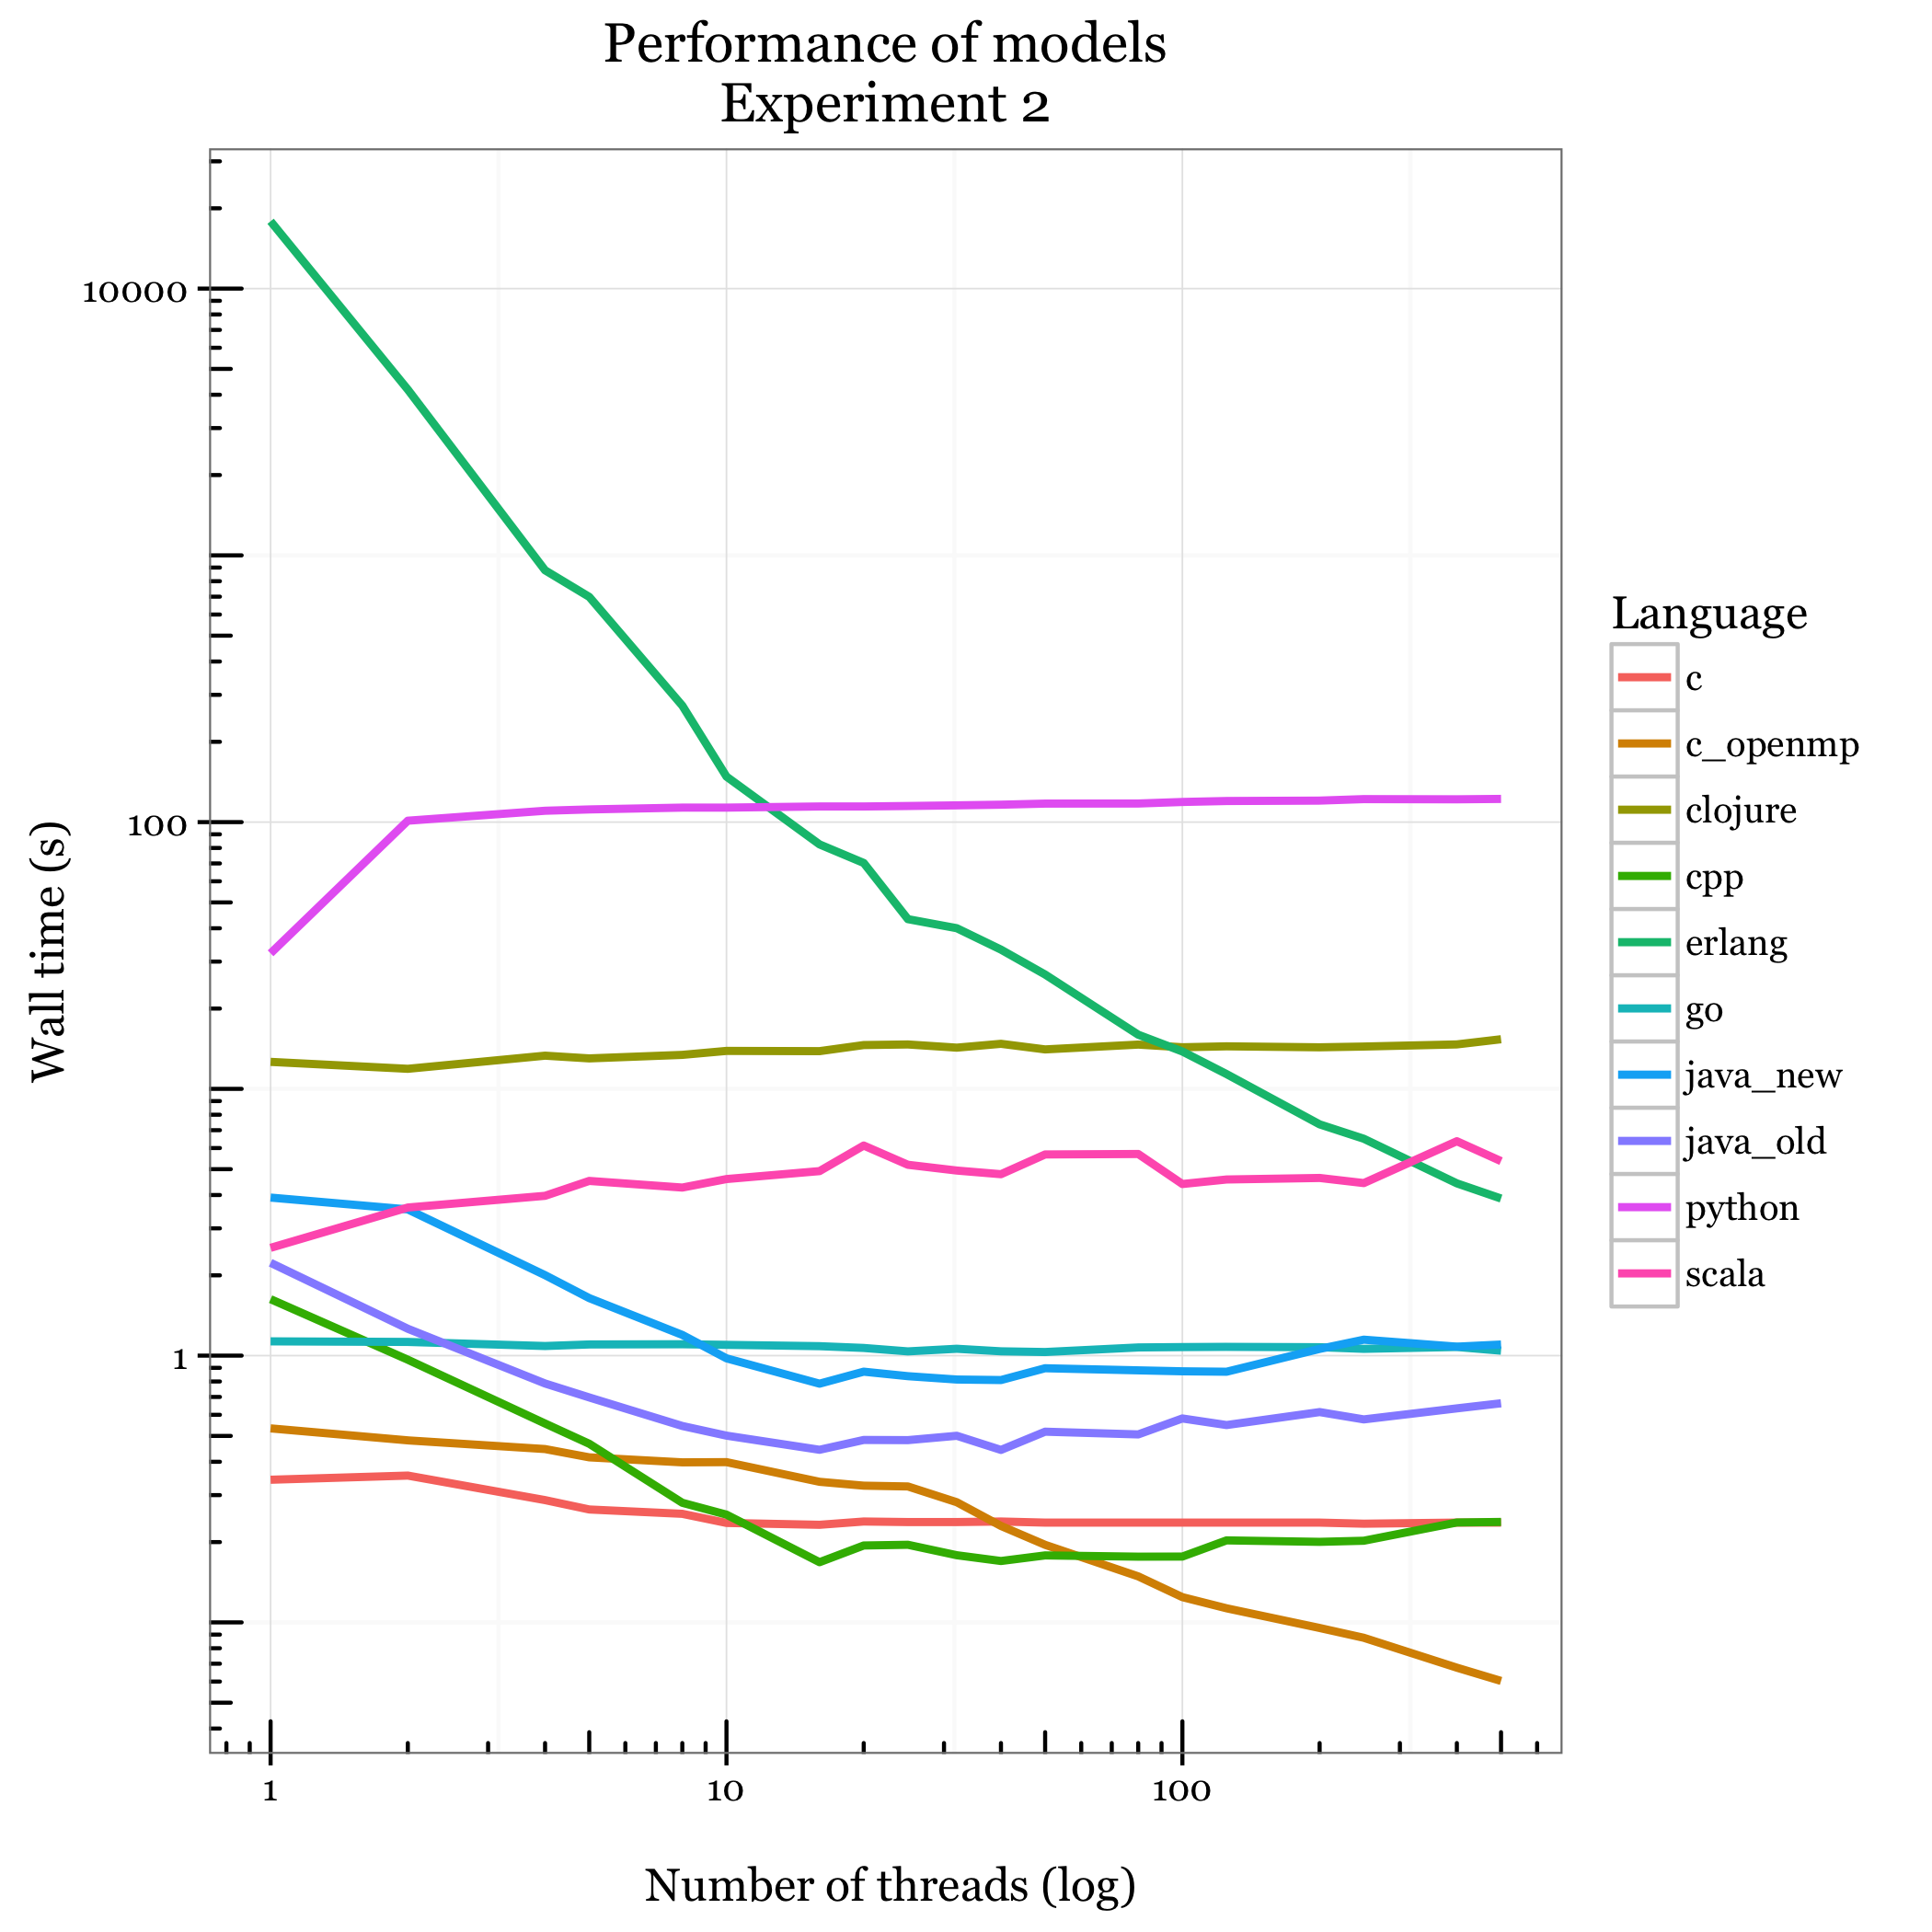 Performance of models
Experiment 2
10000
100
1
Wall time (s)
1
10
100
Number of threads (log)
Language
c
c_openmp
clojure
cpp
erlang
go
java_new
java_old
python
scala